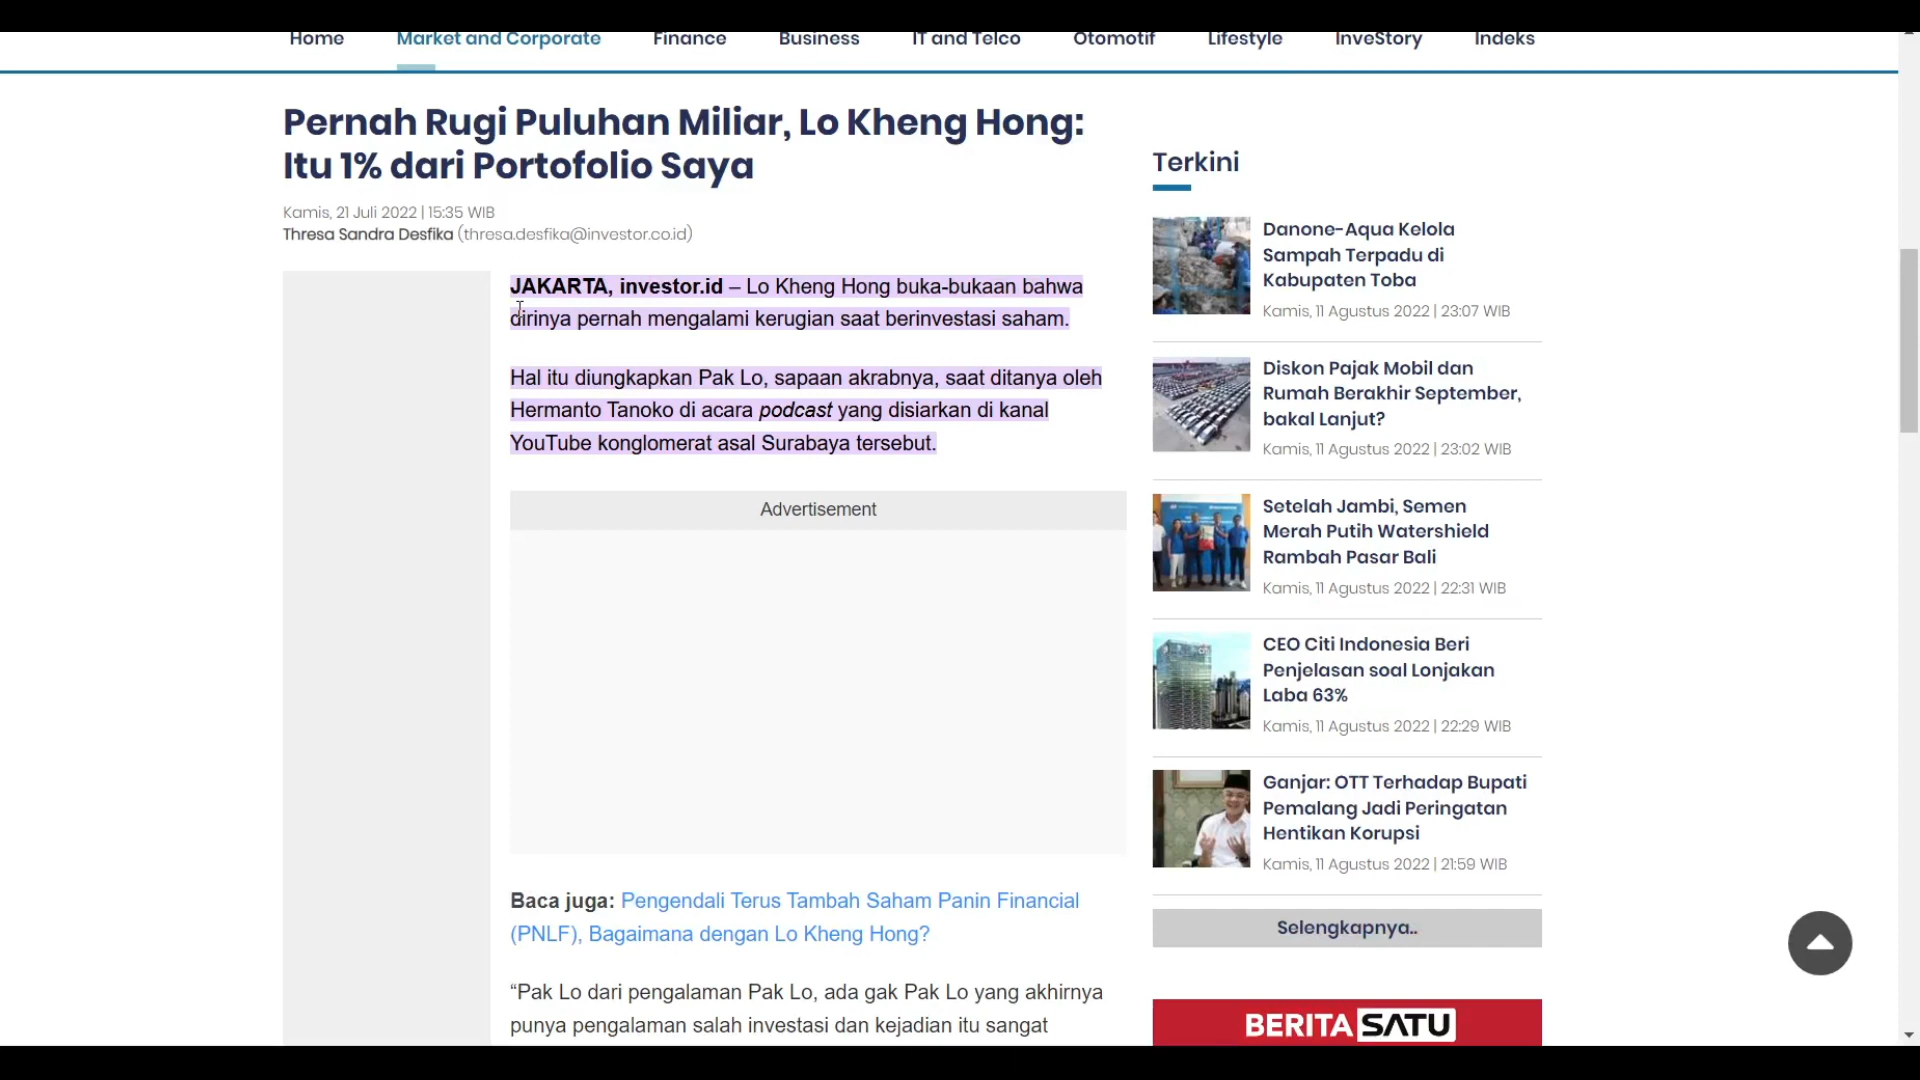 Home Market and Corporate Finance Business IT and Telco Otomotif Lifestyle InveStory Indeks
Pernah Rugi Puluhan Miliar, Lo Kheng Hong:
Itu 1% dari Portofolio Saya
Kamis, 21 Juli 2022 | 15:35 WIB
Thresa Sandra Desfika (thresa.desfika@investor.co.id)
JAKARTA, investor.id – Lo Kheng Hong buka-bukaan bahwa
dirinya pernah mengalami kerugian saat berinvestasi saham.
Hal itu diungkapkan Pak Lo, sapaan akrabnya, saat ditanya oleh
Hermanto Tanoko di acara podcast yang disiarkan di kanal
YouTube konglomerat asal Surabaya tersebut.
Advertisement
Baca juga: Pengendali Terus Tambah Saham Panin Financial
(PNLF), Bagaimana dengan Lo Kheng Hong?
“Pak Lo dari pengalaman Pak Lo, ada gak Pak Lo yang akhirnya
punya pengalaman salah investasi dan kejadian itu sangat
Terkini
Danone-Aqua Kelola
Sampah Terpadu di
Kabupaten Toba
Kamis, 11 Agustus 2022 | 23:07 WIB
Diskon Pajak Mobil dan
Rumah Berakhir September,
bakal Lanjut?
Kamis, 11 Agustus 2022 | 23:02 WIB
Setelah Jambi, Semen
Merah Putih Watershield
Rambah Pasar Bali
Kamis, 11 Agustus 2022 | 22:31 WIB
CEO Citi Indonesia Beri
Penjelasan soal Lonjakan
Laba 63%
Kamis, 11 Agustus 2022 | 22:29 WIB
Ganjar: OTT Terhadap Bupati
Pemalang Jadi Peringatan
Hentikan Korupsi
Kamis, 11 Agustus 2022 | 21:59 WIB
Selengkapnya..
BERITA SATU